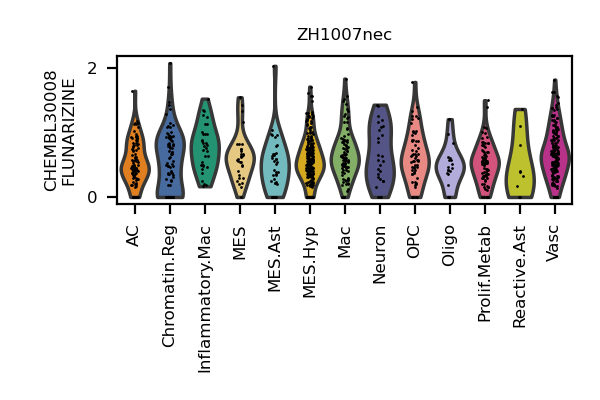 ZH1007nec
CHEMBL30008
FLUNARIZINE
2
0
AC
Chromatin.Reg
Inflammatory.Mac
MES
MES.Ast
MES.Hyp
Mac
Neuron
OPC
Oligo
Prolif.Metab
Reactive.Ast
Vasc